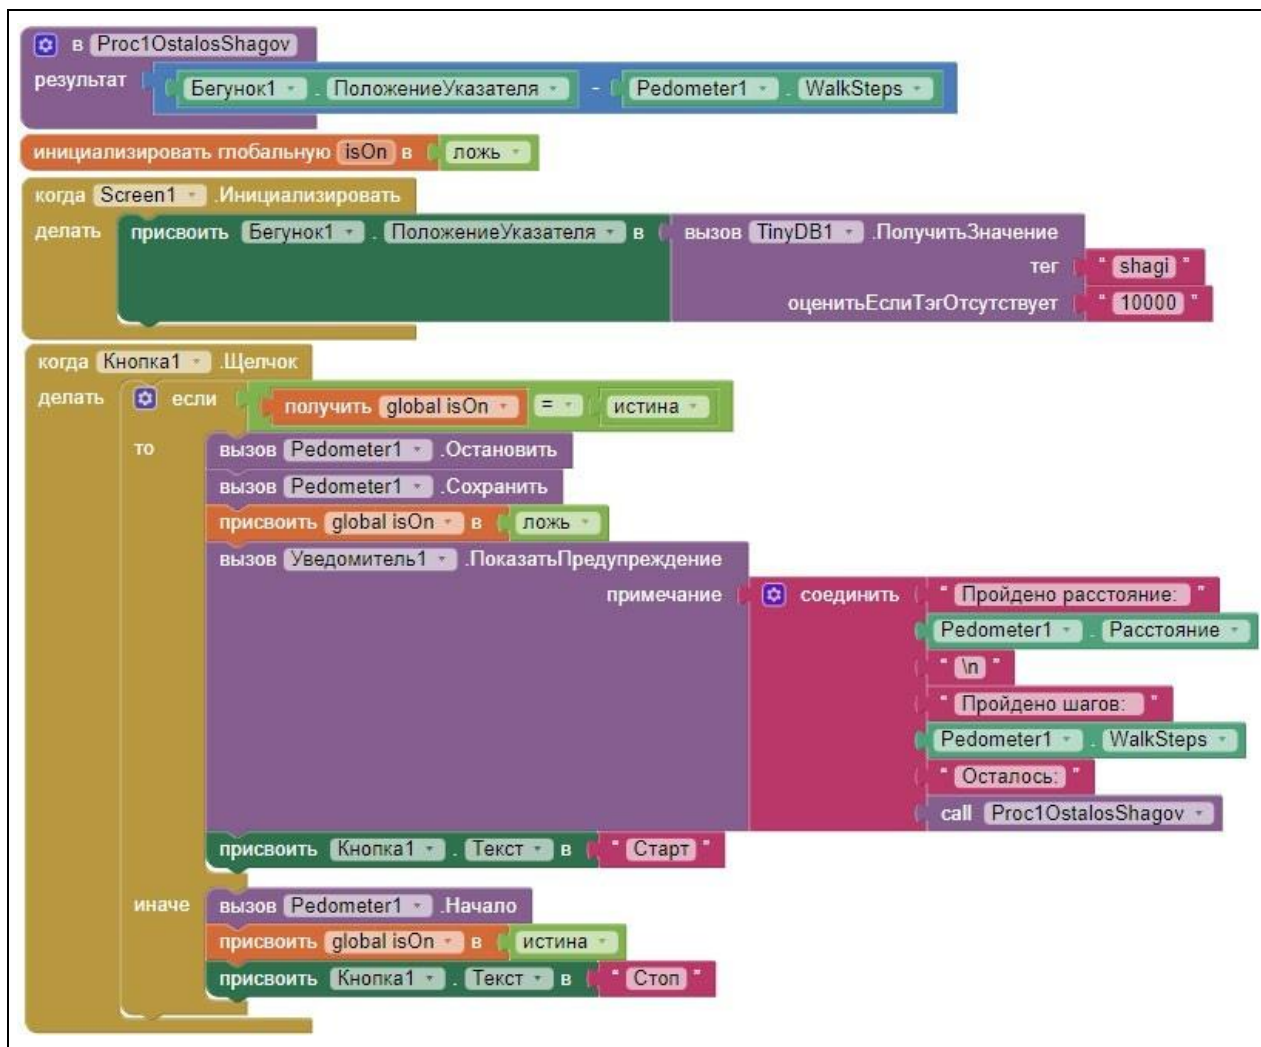 в Proc1OstalosShagov
результат Бегунок1 . ПоложениеУказателя - Pedometer1 . WalkSteps
инициализировать глобальную isOn в ложь
когда Screen1 .Инициализировать
делать присвоить Бегунок1 . ПоложениеУказателя в вызов TinyDB1 .ПолучитьЗначение
тег " shagi "
оценитьЕслиТэгОтсутствует " 10000 "
когда Кнопка1 .Щелчок
делать если получить global isOn = истина
то вызов Pedometer1 .Остановить
вызов Pedometer1 .Сохранить
присвоить global isOn в ложь
вызов Уведомитель1 .ПоказатьПредупреждение
примечание соединить " Пройдено расстояние: "
Pedometer1 . Расстояние
" \n "
" Пройдено шагов: "
Pedometer1 . WalkSteps
" Осталось: "
call Proc1OstalosShagov
присвоить Кнопка1 . Текст в " Старт "
иначе вызов Pedometer1 .Начало
присвоить global isOn в истина
присвоить Кнопка1 . Текст в " Стоп "